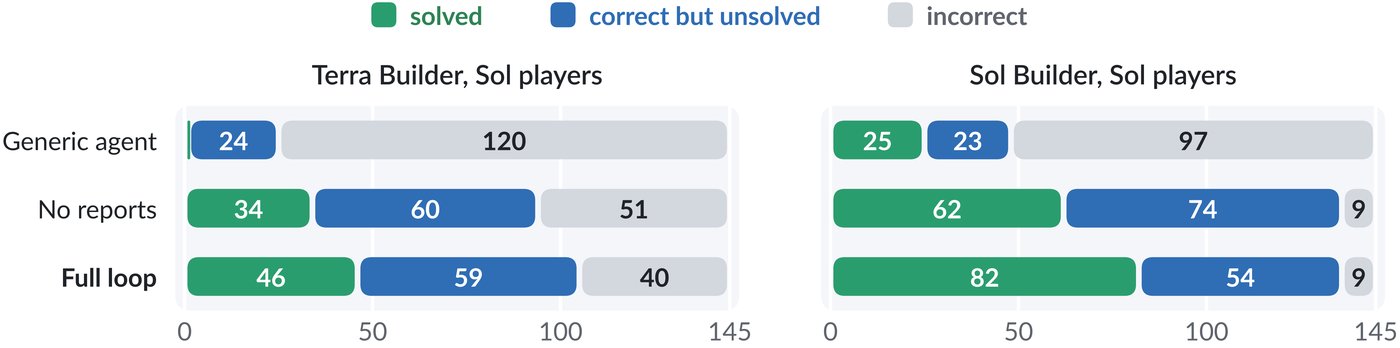 solved correct but unsolved incorrect
Terra Builder, Sol players
Generic agent 24 120
No reports 34 60 51
Full loop 46 59 40
0 50 100 145
Sol Builder, Sol players
25 23 97
62 74 9
82 54 9
0 50 100 145